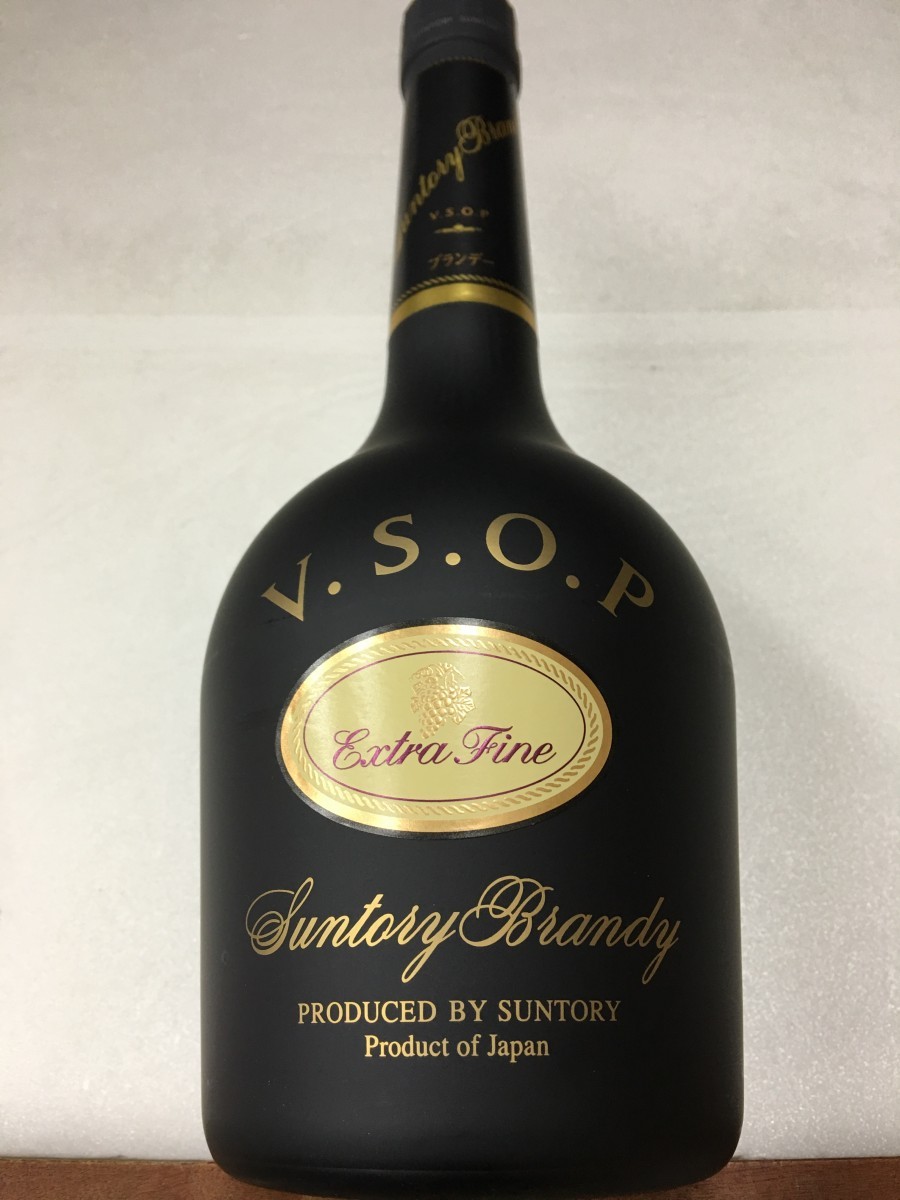 Suntory Brandy
V.S.O.P
ブランデー
V.S.O.P
Extra Fine
Suntory Brandy
PRODUCED BY SUNTORY
Product of Japan